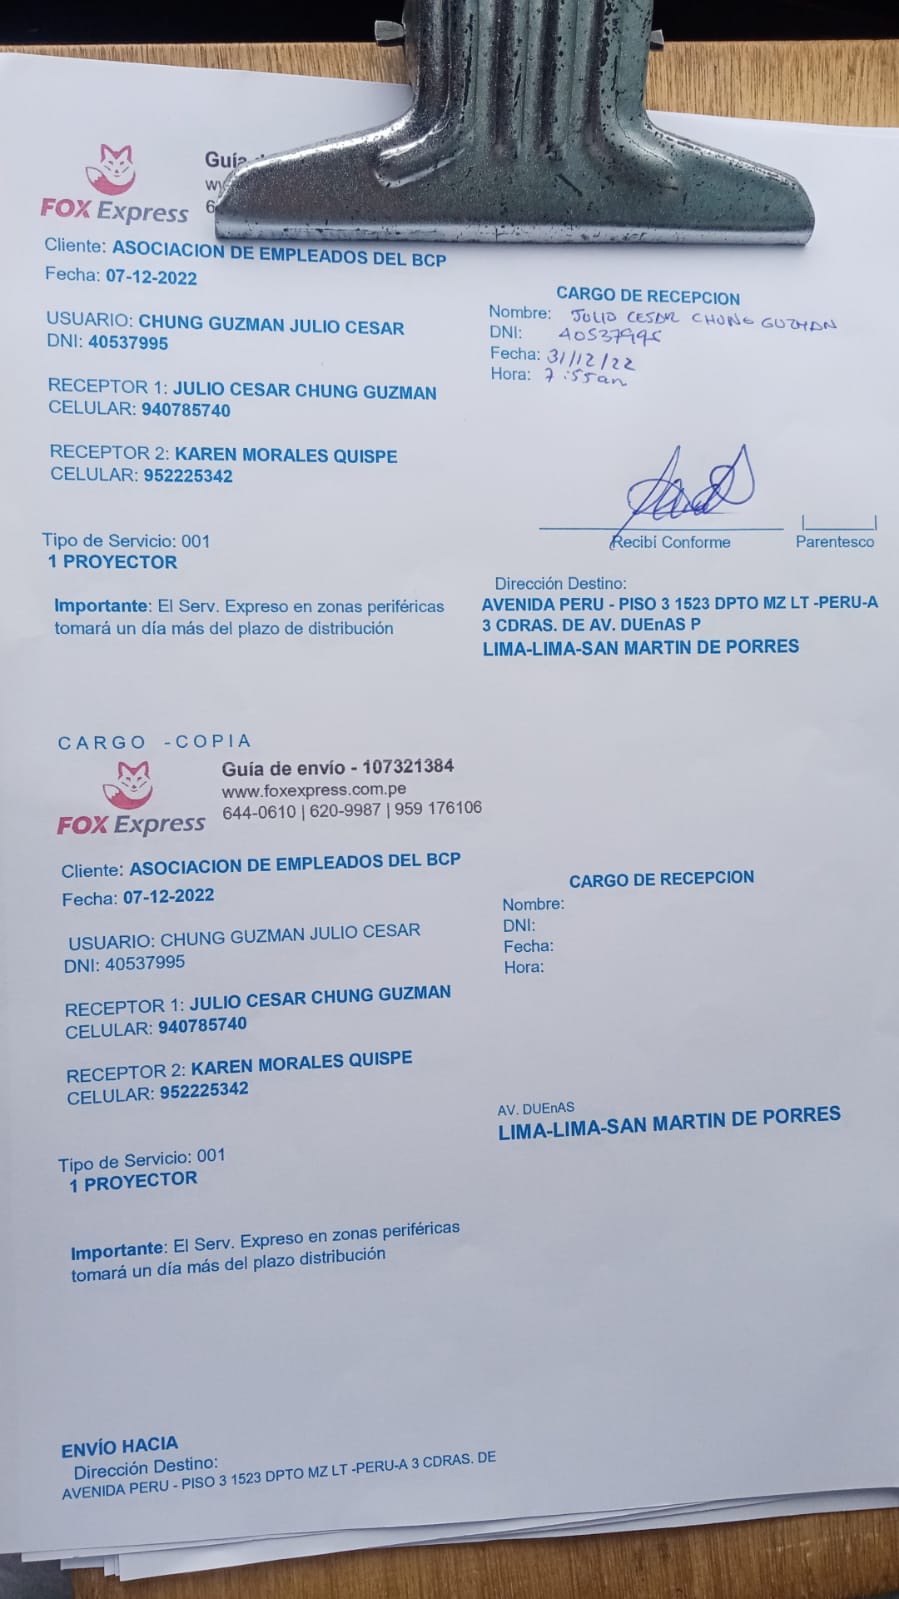 FOX Express
Guía
6
Cliente: ASOCIACION DE EMPLEADOS DEL BCP
Fecha: 07-12-2022
USUARIO: CHUNG GUZMAN JULIO CESAR
DNI: 40537995
RECEPTOR 1: JULIO CESAR CHUNG GUZMAN
CELULAR: 940785740
RECEPTOR 2: KAREN MORALES QUISPE
CELULAR: 952225342
Tipo de Servicio: 001
1 PROYECTOR
Importante: El Serv. Expreso en zonas periféricas
tomará un día más del plazo de distribución
CARGO DE RECEPCION
Nombre: JULIO CESAR CHUNG GUZMAN
DNI: 40537995
Fecha: 31/12/22
Hora: 7:55am
Recibí Conforme
Parentesco
Dirección Destino:
AVENIDA PERU - PISO 3 1523 DPTO MZ LT -PERU-A
3 CDRAS. DE AV. DUEnAS P
LIMA-LIMA-SAN MARTIN DE PORRES
CARGO -COPIA
FOX Express
Guía de envío - 107321384
www.foxexpress.com.pe
644-0610 | 620-9987 | 959 176106
Cliente: ASOCIACION DE EMPLEADOS DEL BCP
Fecha: 07-12-2022
USUARIO: CHUNG GUZMAN JULIO CESAR
DNI: 40537995
RECEPTOR 1: JULIO CESAR CHUNG GUZMAN
CELULAR: 940785740
RECEPTOR 2: KAREN MORALES QUISPE
CELULAR: 952225342
Tipo de Servicio: 001
1 PROYECTOR
Importante: El Serv. Expreso en zonas periféricas
tomará un día más del plazo distribución
CARGO DE RECEPCION
Nombre:
DNI:
Fecha:
Hora:
AV. DUEnAS
LIMA-LIMA-SAN MARTIN DE PORRES
ENVÍO HACIA
Dirección Destino:
AVENIDA PERU - PISO 3 1523 DPTO MZ LT -PERU-A 3 CDRAS. DE